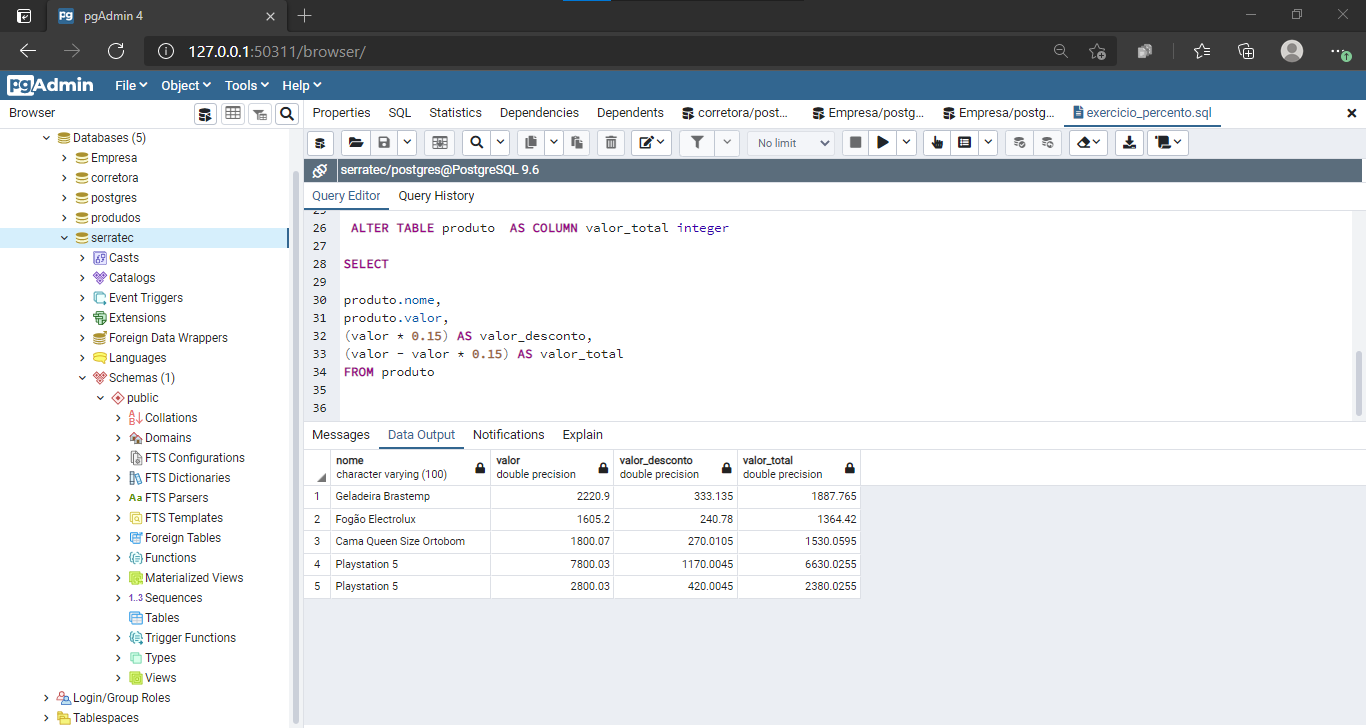 pgAdmin 4
127.0.0.1:50311/browser/
pgAdmin File Object Tools Help
Browser
Properties SQL Statistics Dependencies Dependents corretora/post... Empresa/postg... Empresa/postg... exercicio_percento.sql
No limit
serratec/postgres@PostgreSQL 9.6
Query Editor Query History
Databases (5)
Empresa
corretora
postgres
produdos
serratec
Casts
Catalogs
Event Triggers
Extensions
Foreign Data Wrappers
Languages
Schemas (1)
public
Collations
Domains
FTS Configurations
FTS Dictionaries
FTS Parsers
FTS Templates
Foreign Tables
Functions
Materialized Views
1..3 Sequences
Tables
Trigger Functions
Types
Views
Login/Group Roles
Tablespaces
25
26 ALTER TABLE produto AS COLUMN valor_total integer
27
28 SELECT
29
30 produto.nome,
31 produto.valor,
32 (valor * 0.15) AS valor_desconto,
33 (valor - valor * 0.15) AS valor_total
34 FROM produto
35
36
Messages Data Output Notifications Explain
nome valor valor_desconto valor_total
character varying (100) double precision double precision double precision
1 Geladeira Brastemp 2220.9 333.135 1887.765
2 Fogão Electrolux 1605.2 240.78 1364.42
3 Cama Queen Size Ortobom 1800.07 270.0105 1530.0595
4 Playstation 5 7800.03 1170.0045 6630.0255
5 Playstation 5 2800.03 420.0045 2380.0255